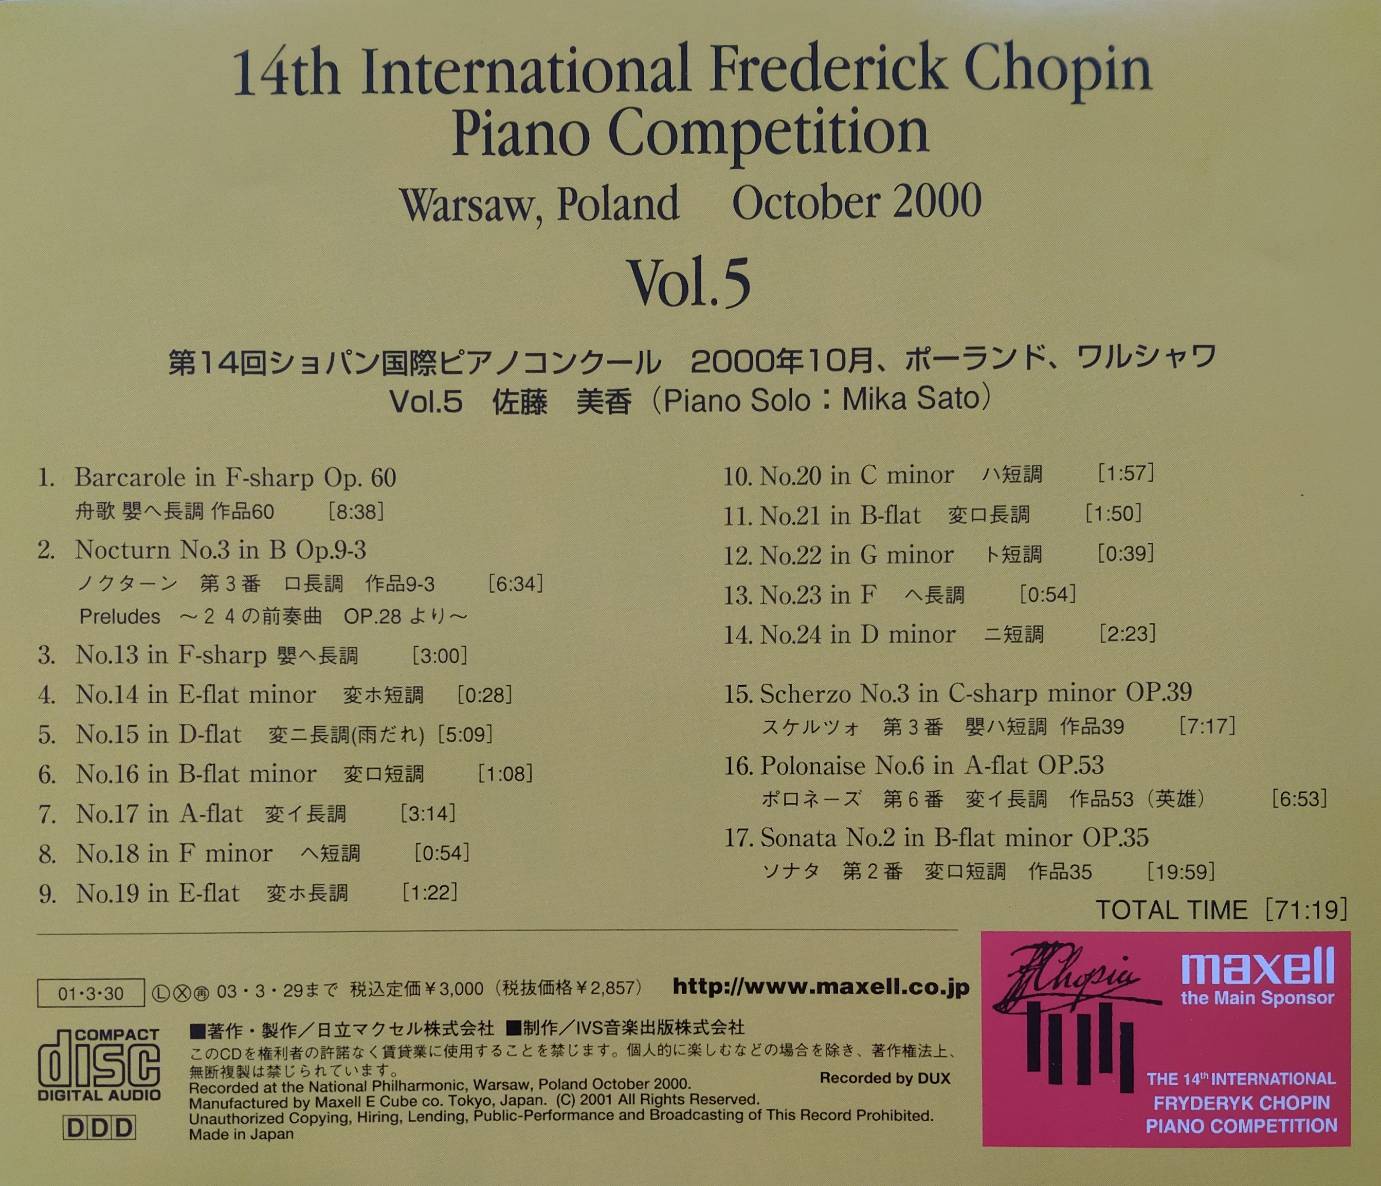 14th International Frederick Chopin
Piano Competition
Warsaw, Poland October 2000
Vol.5
第14回ショパン国際ピアノコンクール 2000年10月、ポーランド、ワルシャワ
Vol.5 佐藤 美香（Piano Solo：Mika Sato）
1. Barcarole in F-sharp Op. 60
舟歌 嬰ヘ長調 作品60 ［8:38］
2. Nocturn No.3 in B Op.9-3
ノクターン 第３番 ロ長調 作品9-3 ［6:34］
Preludes ～２４の前奏曲 OP.28 より～
3. No.13 in F-sharp 嬰ヘ長調 ［3:00］
4. No.14 in E-flat minor 変ホ短調 ［0:28］
5. No.15 in D-flat 変ニ長調(雨だれ)［5:09］
6. No.16 in B-flat minor 変ロ短調 ［1:08］
7. No.17 in A-flat 変イ長調 ［3:14］
8. No.18 in F minor ヘ短調 ［0:54］
9. No.19 in E-flat 変ホ長調 ［1:22］
10. No.20 in C minor ハ短調 ［1:57］
11. No.21 in B-flat 変ロ長調 ［1:50］
12. No.22 in G minor ト短調 ［0:39］
13. No.23 in F ヘ長調 ［0:54］
14. No.24 in D minor ニ短調 ［2:23］
15. Scherzo No.3 in C-sharp minor OP.39
スケルツォ 第３番 嬰ハ短調 作品39 ［7:17］
16. Polonaise No.6 in A-flat OP.53
ポロネーズ 第６番 変イ長調 作品53（英雄） ［6:53］
17. Sonata No.2 in B-flat minor OP.35
ソナタ 第２番 変ロ短調 作品35 ［19:59］
TOTAL TIME［71:19］
01・3・30 Ⓛ Ⓧ ㊞ 03・3・29まで 税込定価￥3,000（税抜価格￥2,857） http://www.maxell.co.jp
COMPACT
disc
DIGITAL AUDIO
DDD
■著作・製作／日立マクセル株式会社 ■制作／IVS音楽出版株式会社
このCDを権利者の許諾なく賃貸業に使用することを禁じます。個人的に楽しむなどの場合を除き、著作権法上、
無断複製は禁じられています。
Recorded by DUX
Recorded at the National Philharmonic, Warsaw, Poland October 2000.
Manufactured by Maxell E Cube co. Tokyo, Japan. (C) 2001 All Rights Reserved.
Unauthorized Copying, Hiring, Lending, Public-Performance and Broadcasting of This Record Prohibited.
Made in Japan
FChopin
maxell
the Main Sponsor
THE 14th INTERNATIONAL
FRYDERYK CHOPIN
PIANO COMPETITION